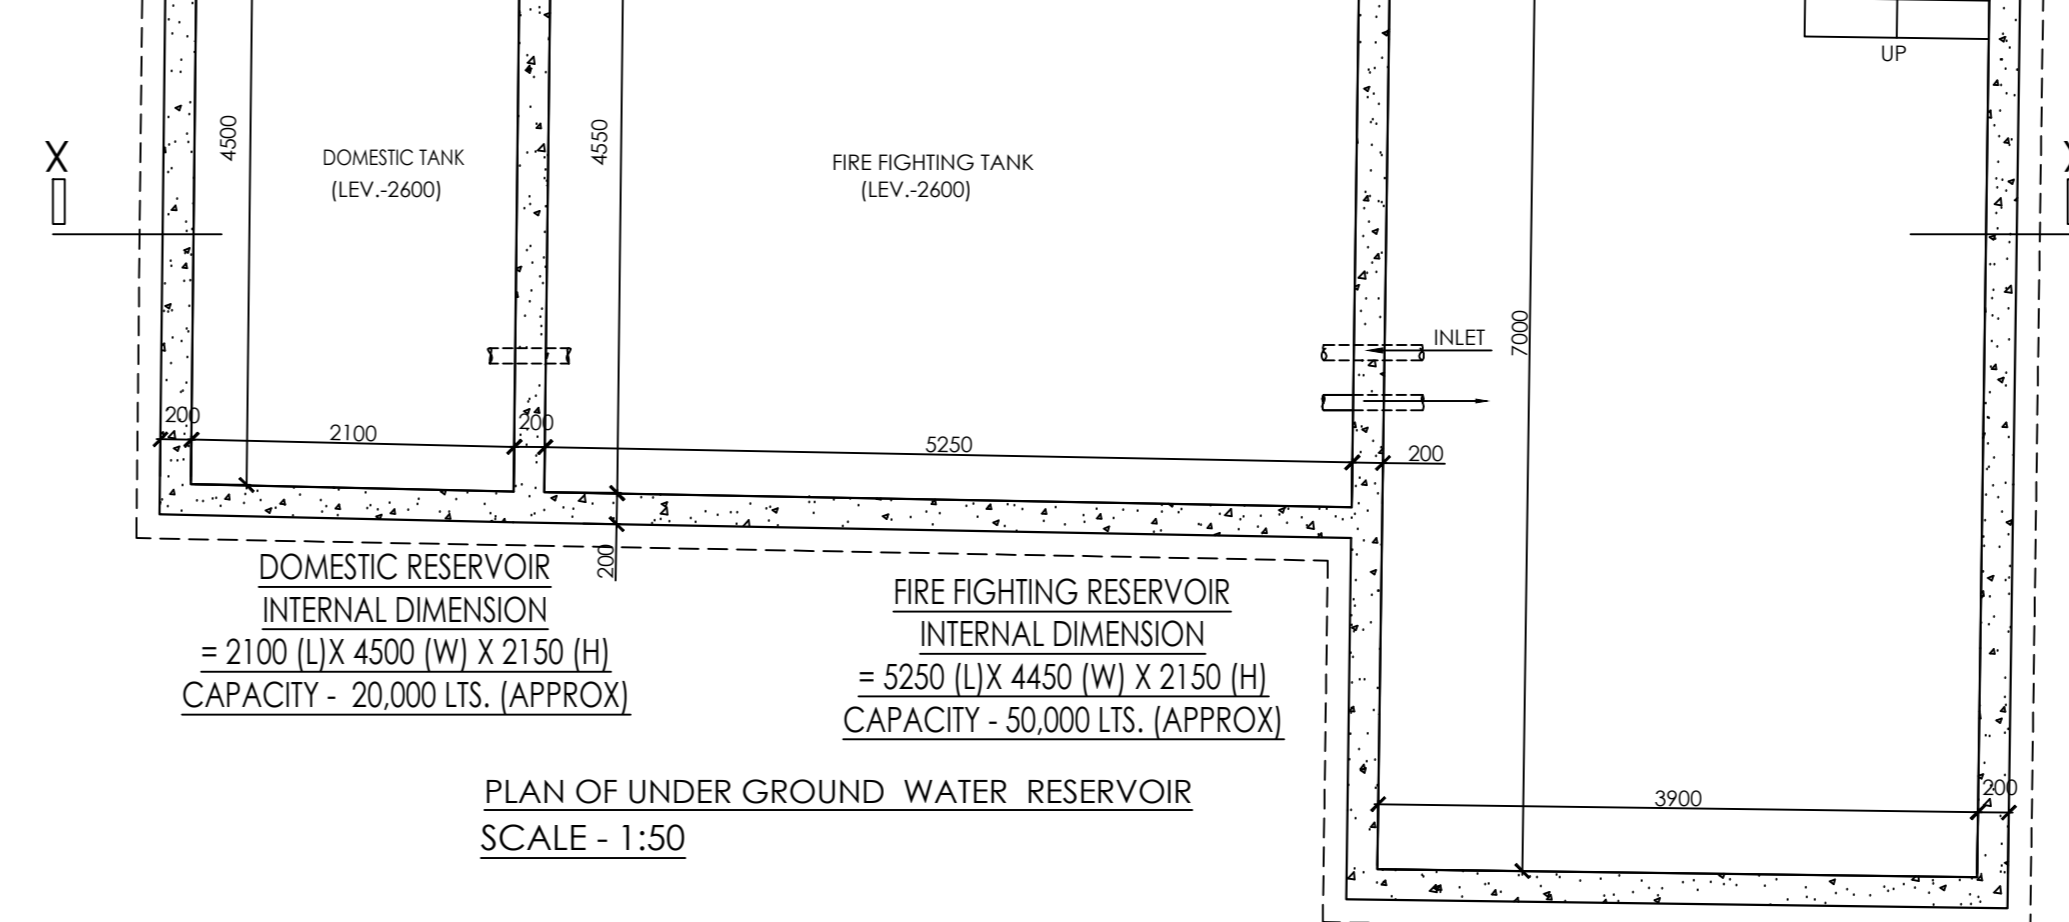 UP
4500
4550
X
DOMESTIC TANK
(LEV.-2600)
FIRE FIGHTING TANK
(LEV.-2600)
INLET
7000
200
2100
200
5250
200
200
DOMESTIC RESERVOIR
INTERNAL DIMENSION
= 2100 (L)X 4500 (W) X 2150 (H)
CAPACITY - 20,000 LTS. (APPROX)
FIRE FIGHTING RESERVOIR
INTERNAL DIMENSION
= 5250 (L)X 4450 (W) X 2150 (H)
CAPACITY - 50,000 LTS. (APPROX)
PLAN OF UNDER GROUND WATER RESERVOIR
SCALE - 1:50
3900
200